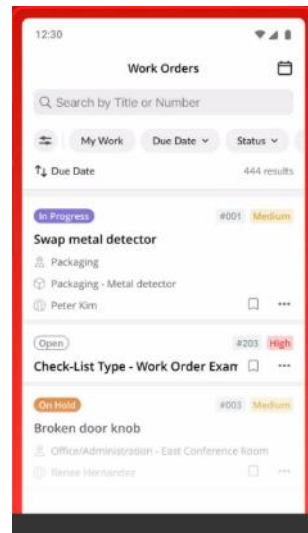 12:30
Work Orders
Search by Title or Number
My Work Due Date Status
Due Date 444 results
In Progress #001 Medium
Swap metal detector
Packaging
Packaging - Metal detector
Peter Kim
Open #203 High
Check-List Type - Work Order Exam
On Hold #003 Medium
Broken door knob
Office/Administration - East Conference Room
Renee Hernandez